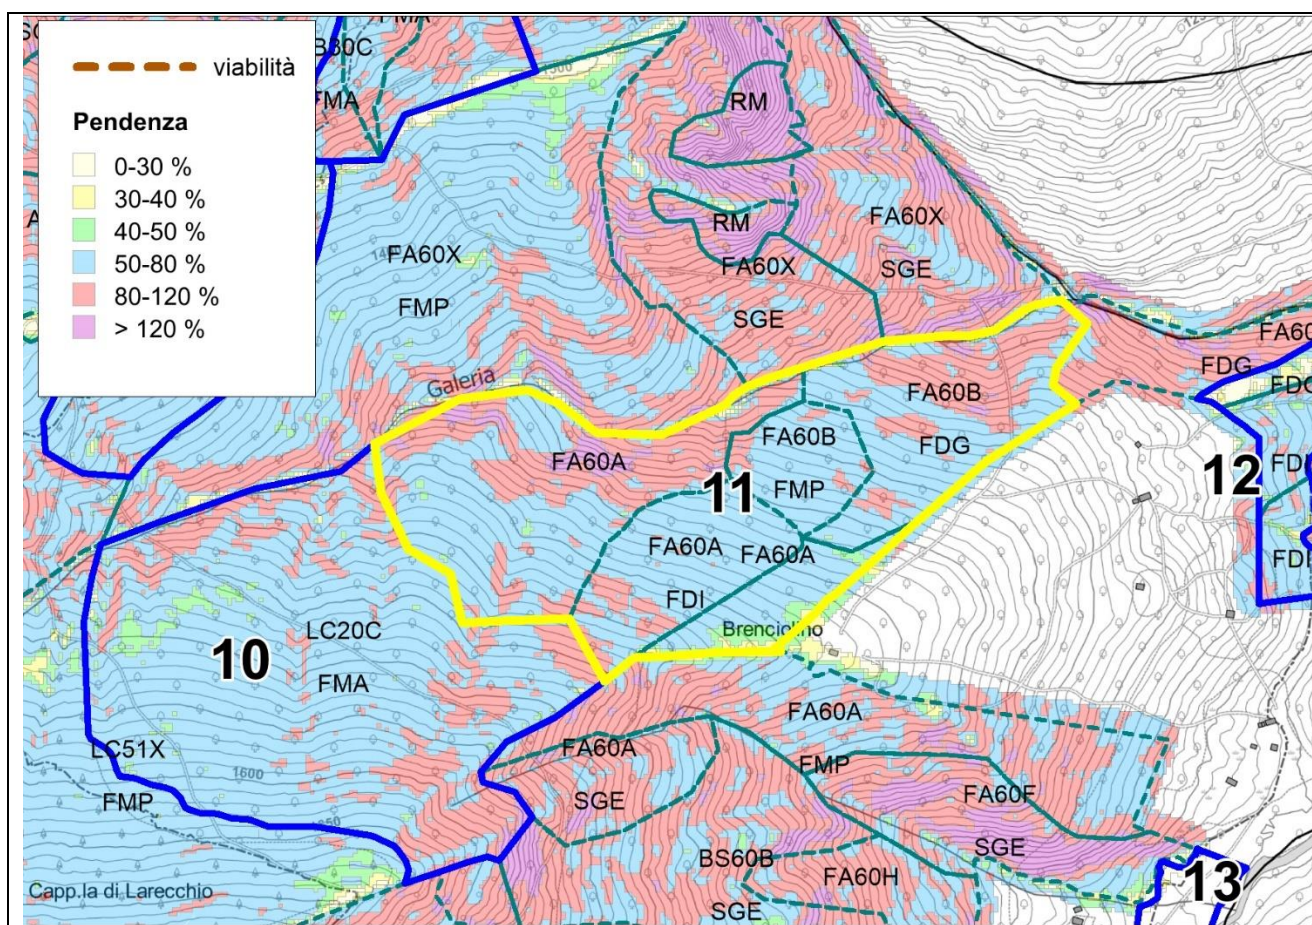 viabilità
Pendenza
0-30 %
30-40 %
40-50 %
50-80 %
80-120 %
> 120 %
FMA
B30C
FMA
1300
RM
RM
FA60X
FA60X
SGE
FA60X
FMP
SGE
Galeria
FDG
FA60B
FDG
FA60B
FA60A
FMP
11
12
FA60A
FA60A
FDI
Brenciolino
10
LC20C
FMA
LC51X
FMP
1600
FA60A
FA60A
FMP
SGE
FA60F
SGE
BS60B
FA60H
SGE
13
Capp.la di Larecchio